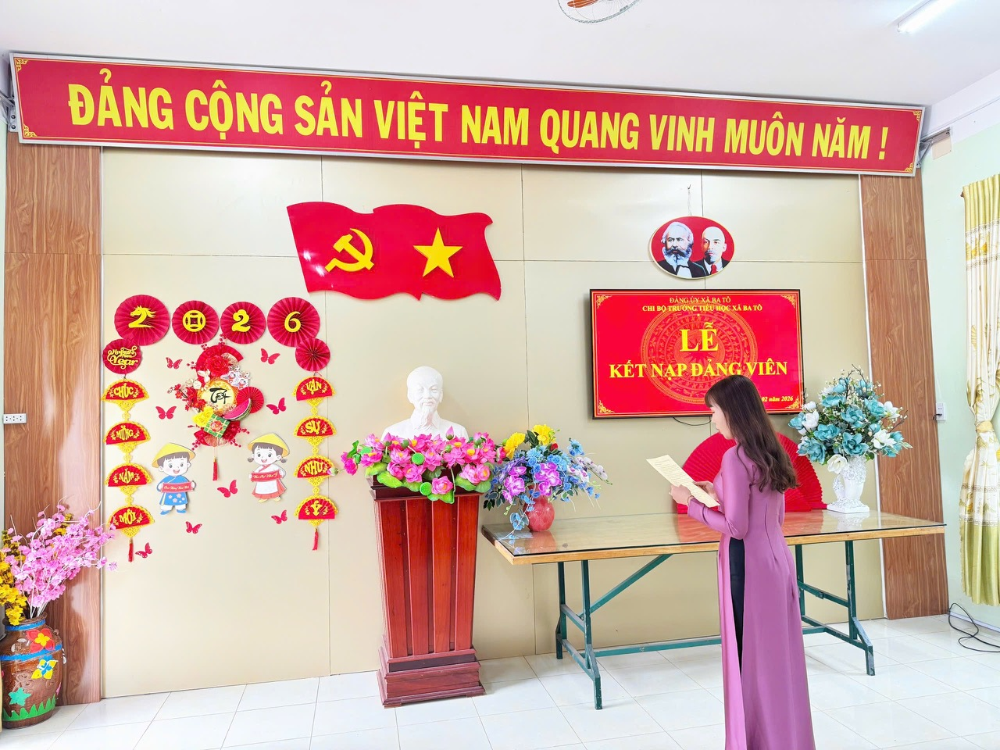 ĐẢNG CỘNG SẢN VIỆT NAM QUANG VINH MUÔN NĂM !
2026
Year
Tết
CHÚC
MỪNG
NĂM
MỚI
VẠN
SỰ
NHƯ
Ý
ĐẢNG ỦY XÃ BA TÔ
CHI BỘ TRƯỜNG TIỂU HỌC XÃ BA TÔ
LỄ
KẾT NẠP ĐẢNG VIÊN
02 năm 2026